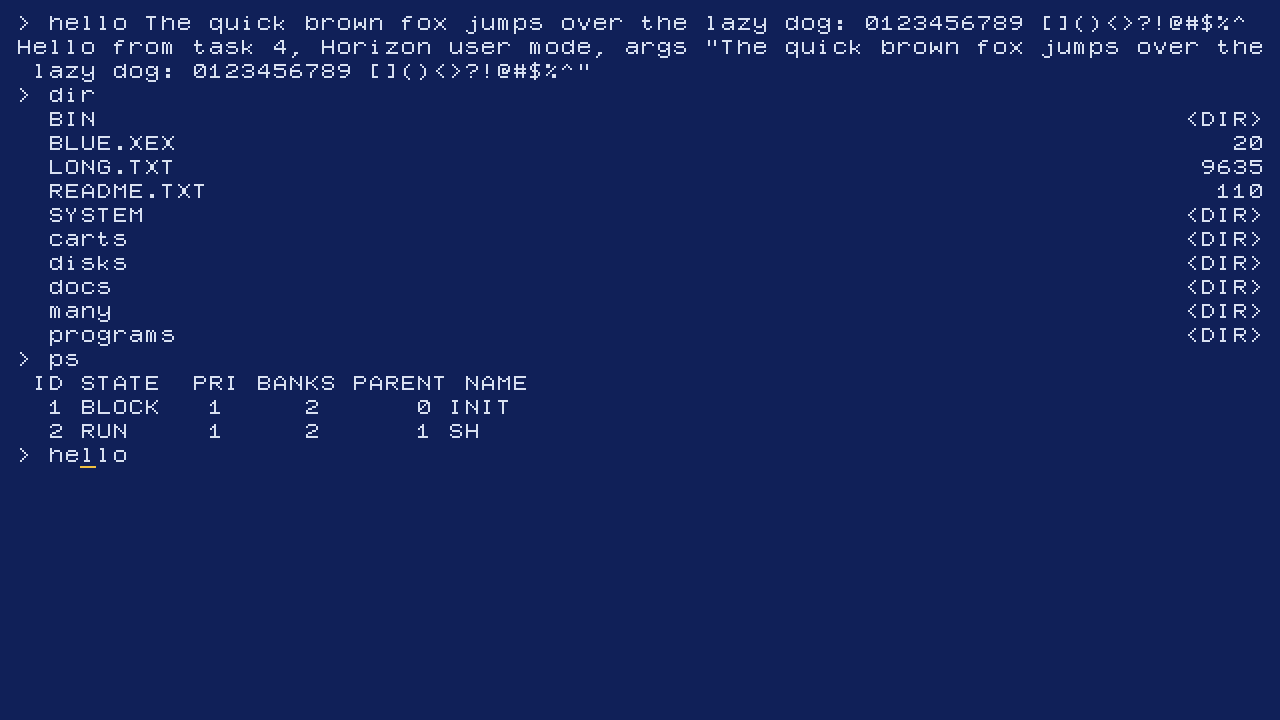 > hello The quick brown fox jumps over the lazy dog: 0123456789 []()<>?!@#$%^
Hello from task 4, Horizon user mode, args "The quick brown fox jumps over the
 lazy dog: 0123456789 []()<>?!@#$%^"
> dir
  BIN                                                                    <DIR>
  BLUE.XEX                                                                  20
  LONG.TXT                                                                9635
  README.TXT                                                               110
  SYSTEM                                                                 <DIR>
  carts                                                                  <DIR>
  disks                                                                  <DIR>
  docs                                                                   <DIR>
  many                                                                   <DIR>
  programs                                                               <DIR>
> ps
 ID STATE  PRI BANKS PARENT NAME
  1 BLOCK   1     2      0 INIT
  2 RUN     1     2      1 SH
> hello